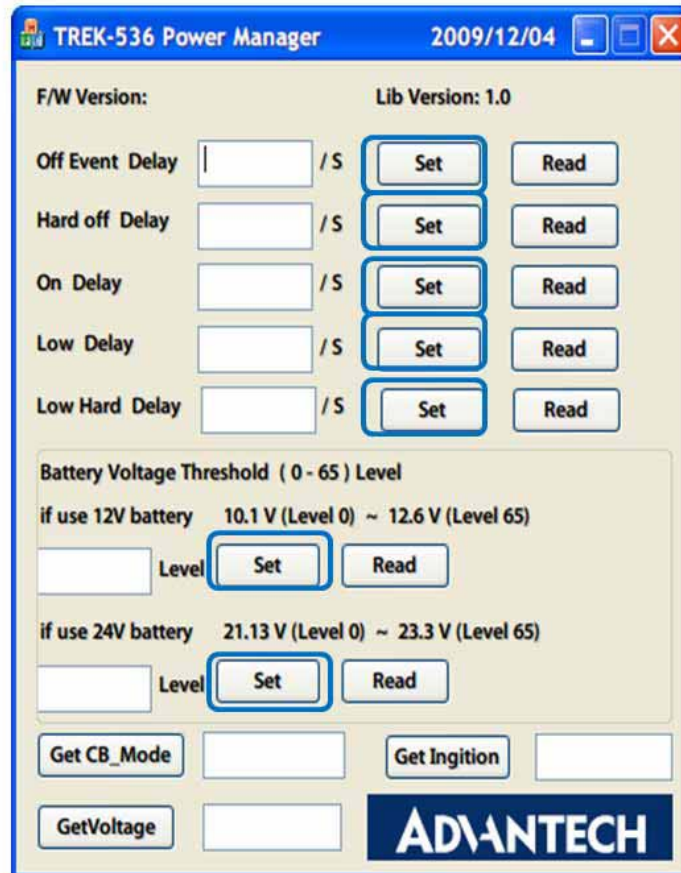 TREK-536 Power Manager 2009/12/04
F/W Version: Lib Version: 1.0
Off Event Delay / S Set Read
Hard off Delay / S Set Read
On Delay / S Set Read
Low Delay / S Set Read
Low Hard Delay / S Set Read
Battery Voltage Threshold ( 0 - 65 ) Level
if use 12V battery 10.1 V (Level 0) ~ 12.6 V (Level 65)
Level Set Read
if use 24V battery 21.13 V (Level 0) ~ 23.3 V (Level 65)
Level Set Read
Get CB_Mode Get Ingition
GetVoltage ADVANTECH